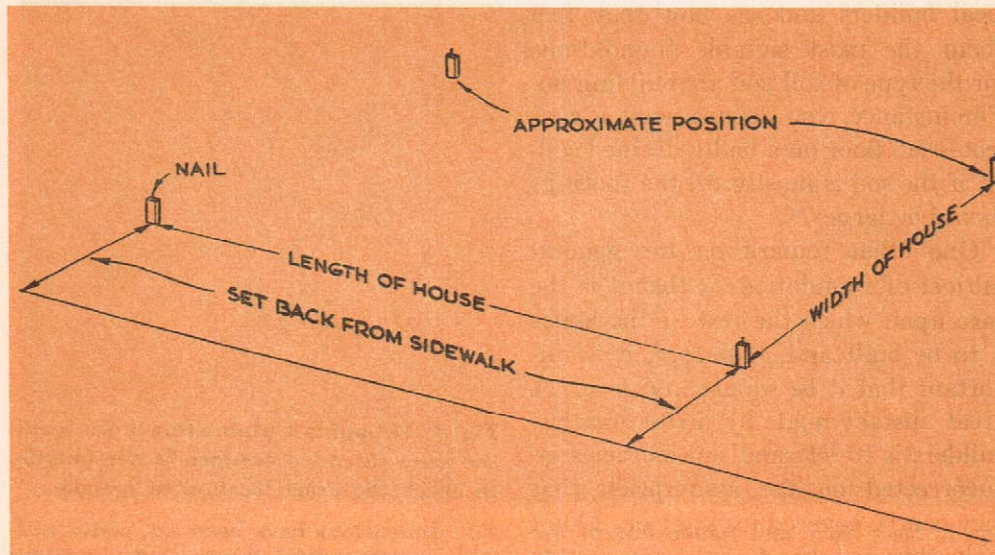 APPROXIMATE POSITION
NAIL
LENGTH OF HOUSE
WIDTH OF HOUSE
SET BACK FROM SIDEWALK